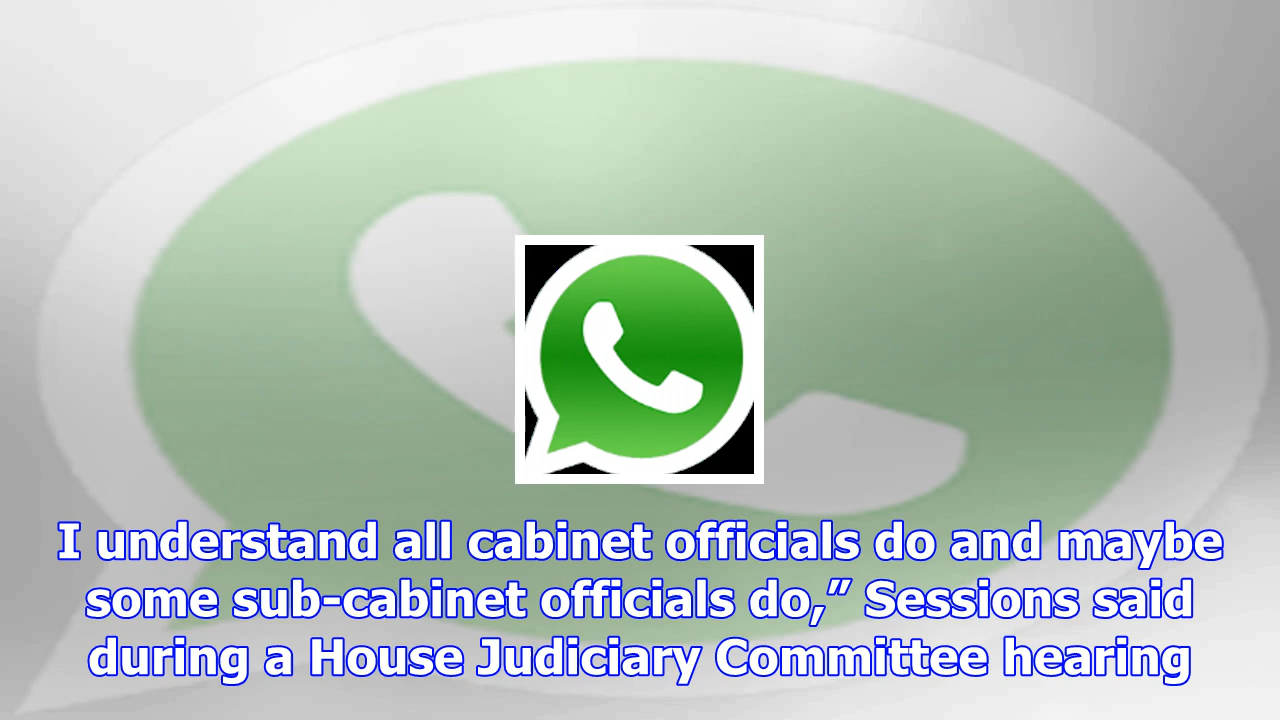 I understand all cabinet officials do and maybe
some sub-cabinet officials do,” Sessions said
during a House Judiciary Committee hearing